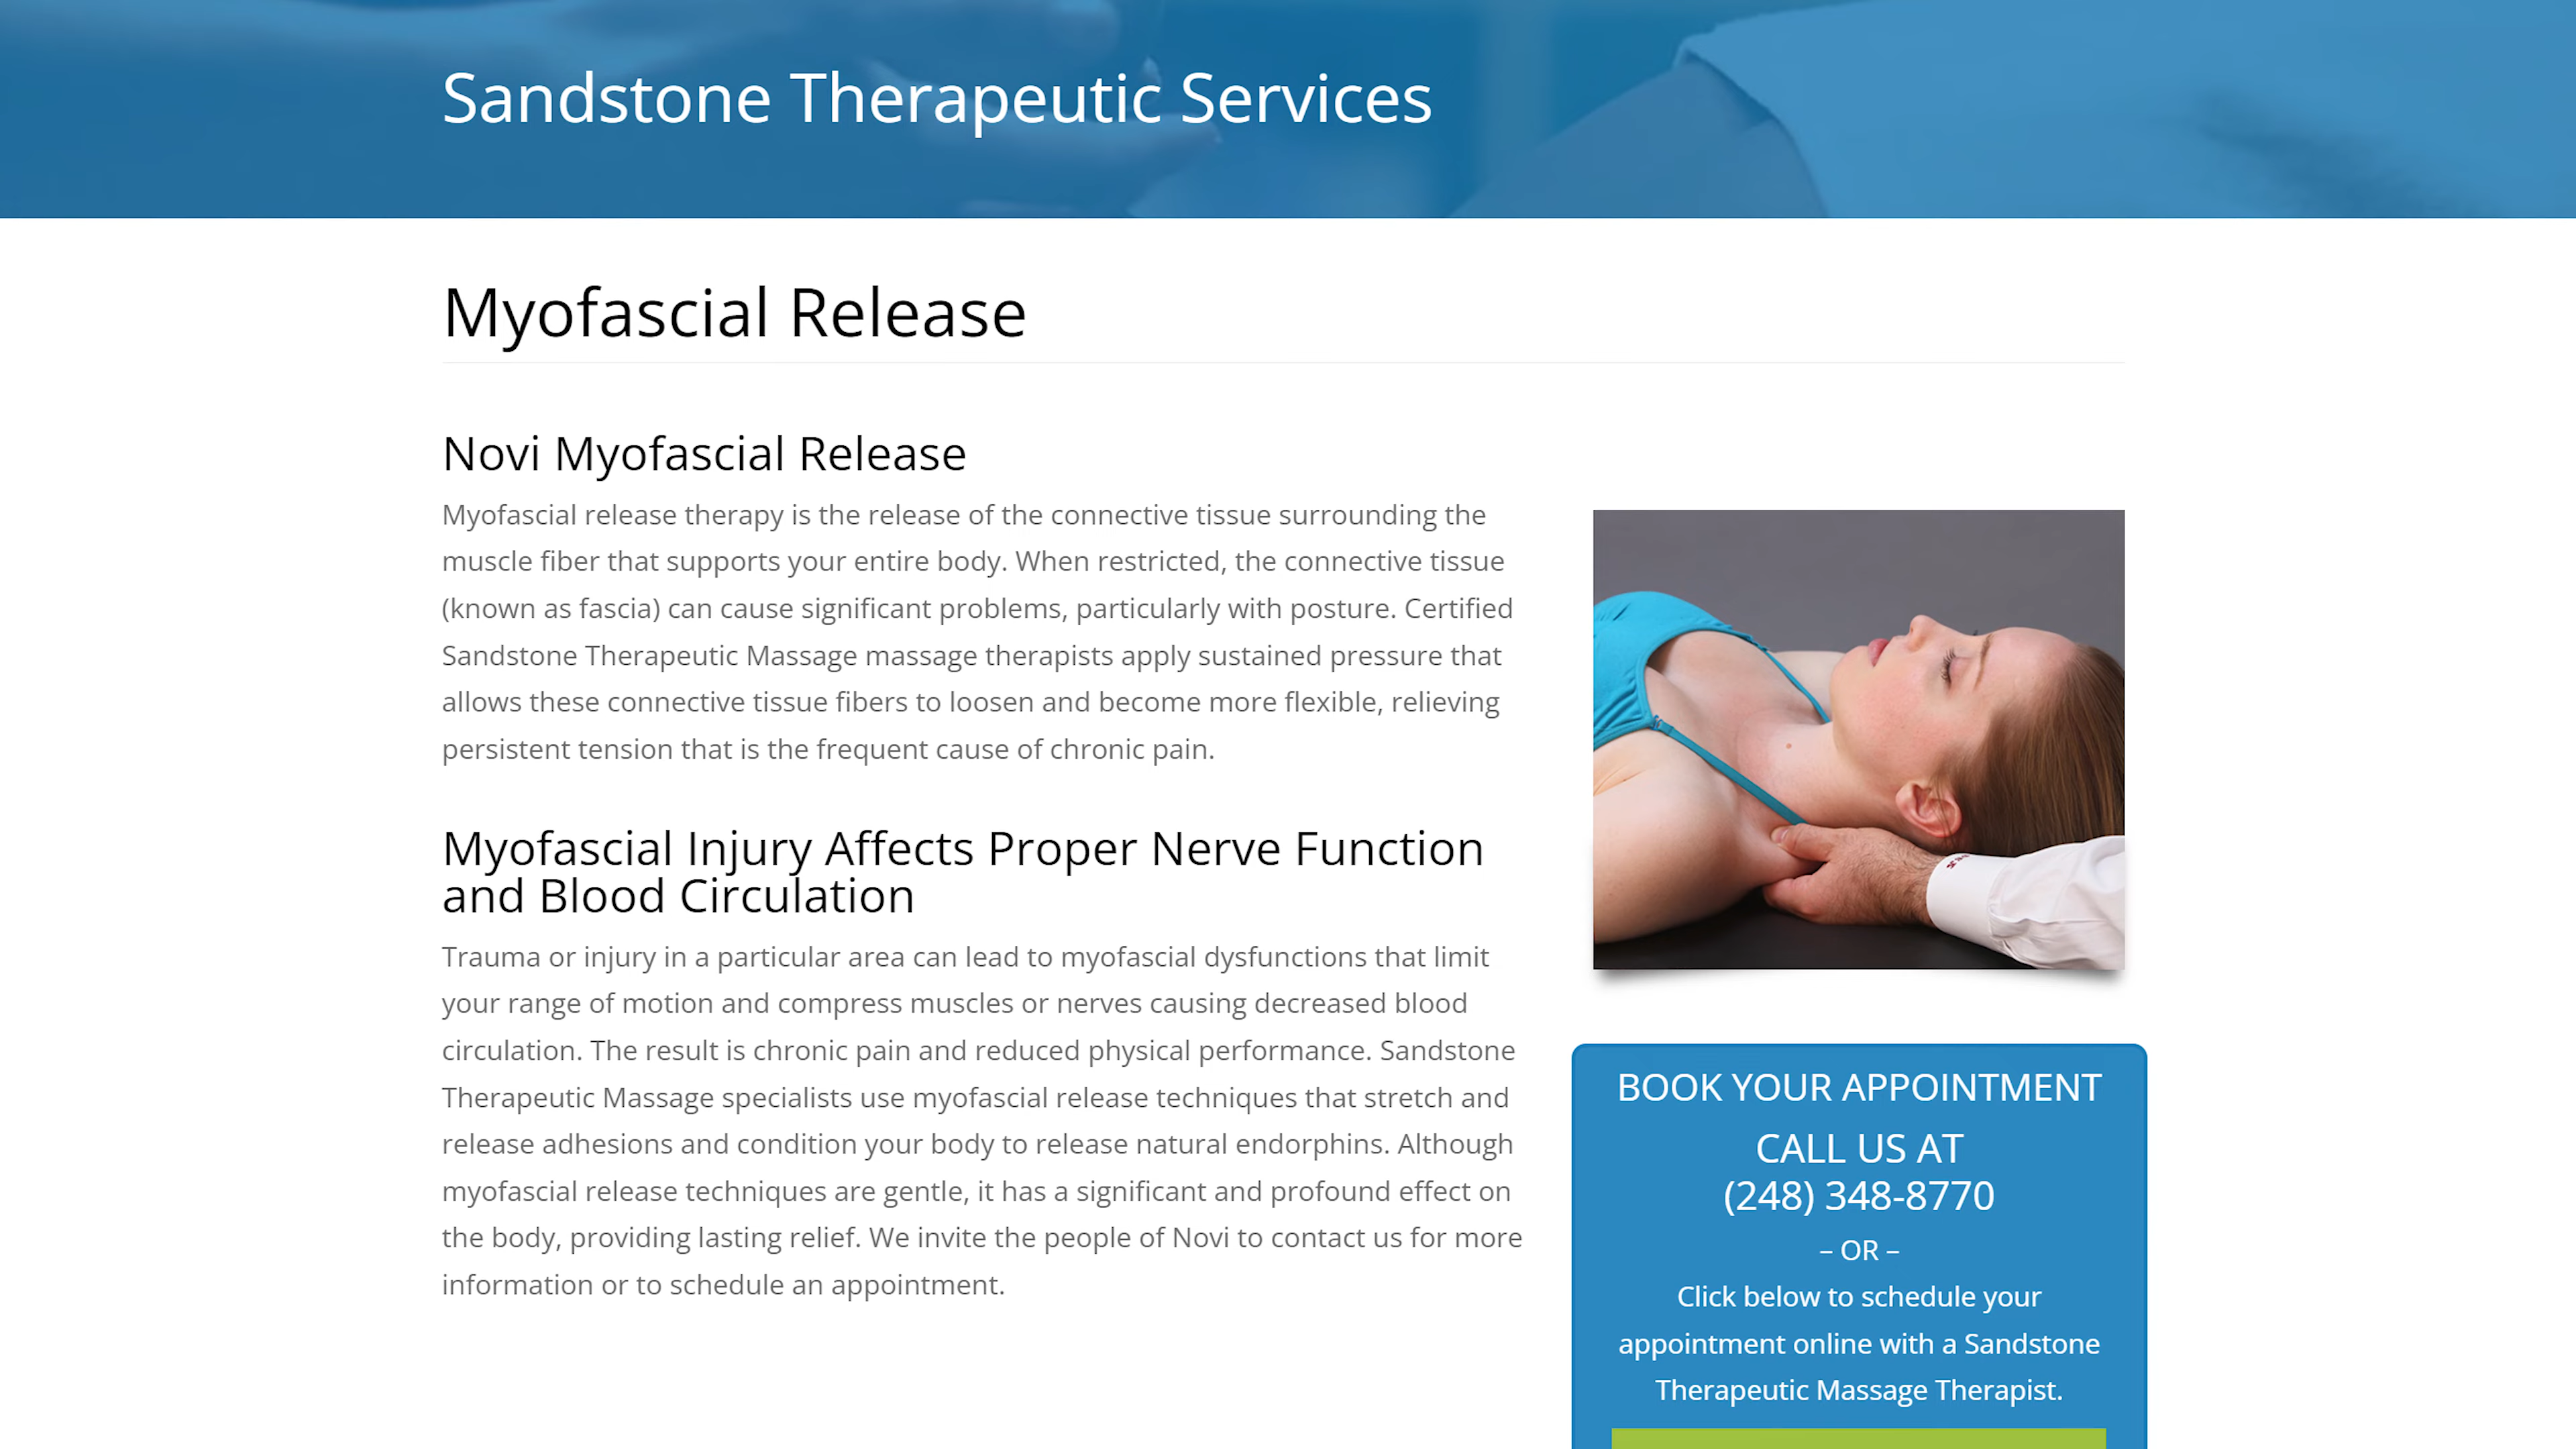 Sandstone Therapeutic Services
Myofascial Release
Novi Myofascial Release
Myofascial release therapy is the release of the connective tissue surrounding the
muscle fiber that supports your entire body. When restricted, the connective tissue
(known as fascia) can cause significant problems, particularly with posture. Certified
Sandstone Therapeutic Massage massage therapists apply sustained pressure that
allows these connective tissue fibers to loosen and become more flexible, relieving
persistent tension that is the frequent cause of chronic pain.
Myofascial Injury Affects Proper Nerve Function
and Blood Circulation
Trauma or injury in a particular area can lead to myofascial dysfunctions that limit
your range of motion and compress muscles or nerves causing decreased blood
circulation. The result is chronic pain and reduced physical performance. Sandstone
Therapeutic Massage specialists use myofascial release techniques that stretch and
release adhesions and condition your body to release natural endorphins. Although
myofascial release techniques are gentle, it has a significant and profound effect on
the body, providing lasting relief. We invite the people of Novi to contact us for more
information or to schedule an appointment.
BOOK YOUR APPOINTMENT
CALL US AT
(248) 348-8770
– OR –
Click below to schedule your
appointment online with a Sandstone
Therapeutic Massage Therapist.